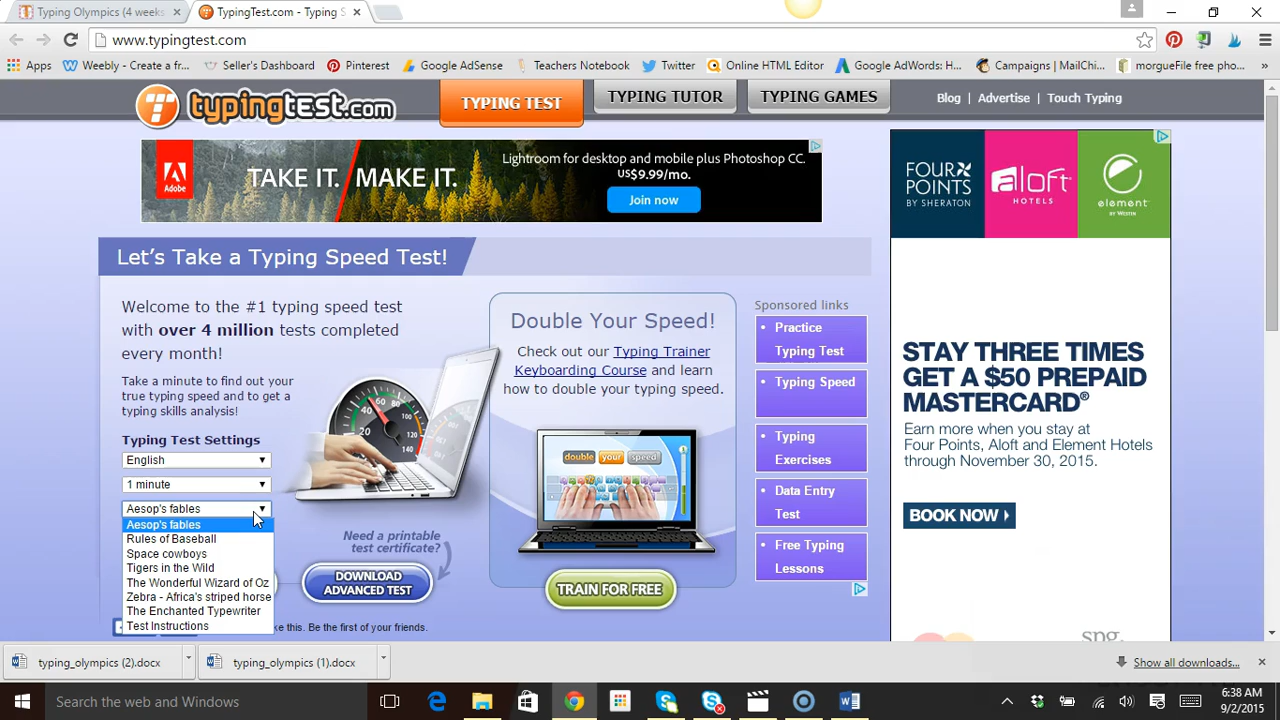 Typing Olympics (4 weeks
TypingTest.com - Typing S
www.typingtest.com
Apps
Weebly - Create a fr...
Seller's Dashboard
Pinterest
Google AdSense
Teachers Notebook
Twitter
Online HTML Editor
Google AdWords: H...
Campaigns | MailChi...
morgueFile free pho...
»
typingtest.com
TYPING TEST
TYPING TUTOR
TYPING GAMES
Blog | Advertise | Touch Typing
Adobe
TAKE IT. MAKE IT.
Lightroom for desktop and mobile plus Photoshop CC.
US$9.99/mo.
Join now
FOUR POINTS
BY SHERATON
aloft
HOTELS
element
BY WESTIN
Let's Take a Typing Speed Test!
Welcome to the #1 typing speed test
with over 4 million tests completed
every month!
Take a minute to find out your
true typing speed and to get a
typing skills analysis!
Typing Test Settings
English
1 minute
Aesop's fables
Aesop's fables
Rules of Baseball
Space cowboys
Tigers in the Wild
The Wonderful Wizard of Oz
Zebra - Africa's striped horse
The Enchanted Typewriter
Test Instructions
60
80
100
120
140
Need a printable
test certificate?
DOWNLOAD
ADVANCED TEST
ke this. Be the first of your friends.
Double Your Speed!
Check out our Typing Trainer
Keyboarding Course and learn
how to double your typing speed.
double your speed
TRAIN FOR FREE
Sponsored links
• Practice
Typing Test
• Typing Speed
• Typing
Exercises
• Data Entry
Test
• Free Typing
Lessons
STAY THREE TIMES
GET A $50 PREPAID
MASTERCARD®
Earn more when you stay at
Four Points, Aloft and Element Hotels
through November 30, 2015.
BOOK NOW
spg.
typing_olympics (2).docx
typing_olympics (1).docx
Show all downloads...
Search the web and Windows
6:38 AM
9/2/2015